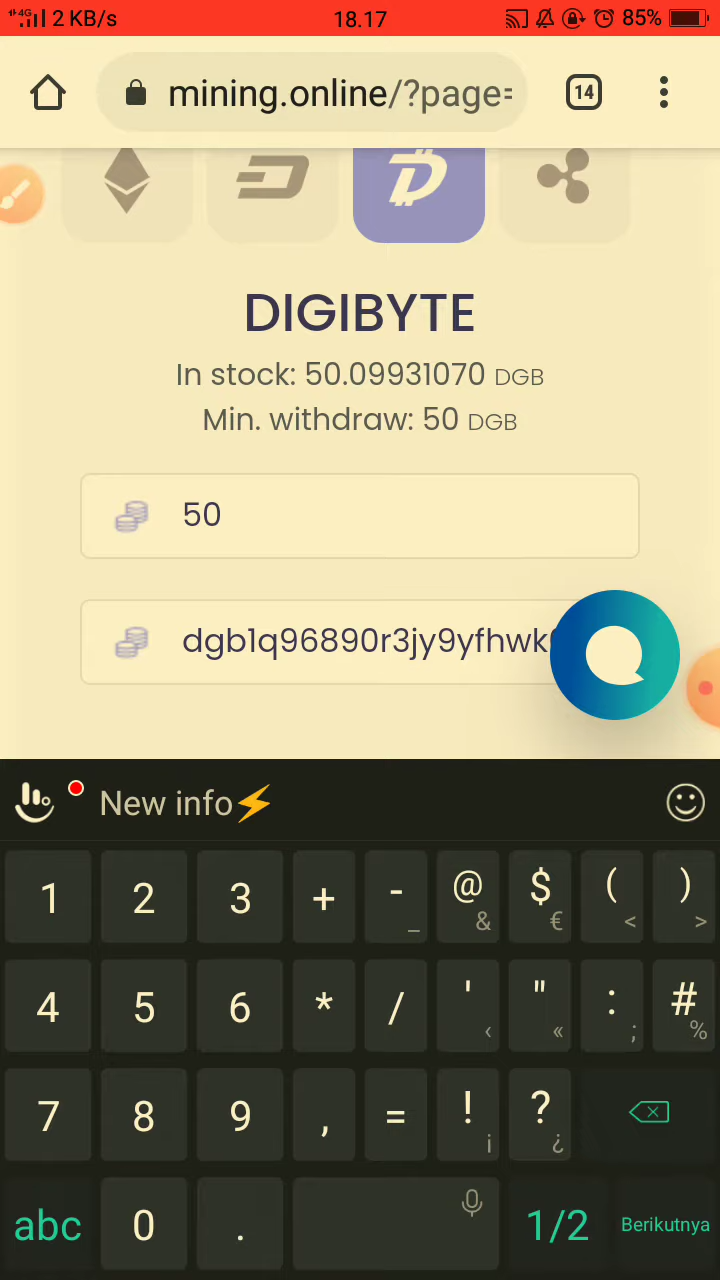 4G 2 KB/s 18.17 85%
mining.online/?page=
14
DIGIBYTE
In stock: 50.09931070 DGB
Min. withdraw: 50 DGB
50
dgb1q96890r3jy9yfhwk
New info⚡
1 2 3 + - _ @ & $ € ( < ) >
4 5 6 * / ' ‹ " « : ; # %
7 8 9 , = ! ¡ ? ¿
abc 0 . 1/2 Berikutnya